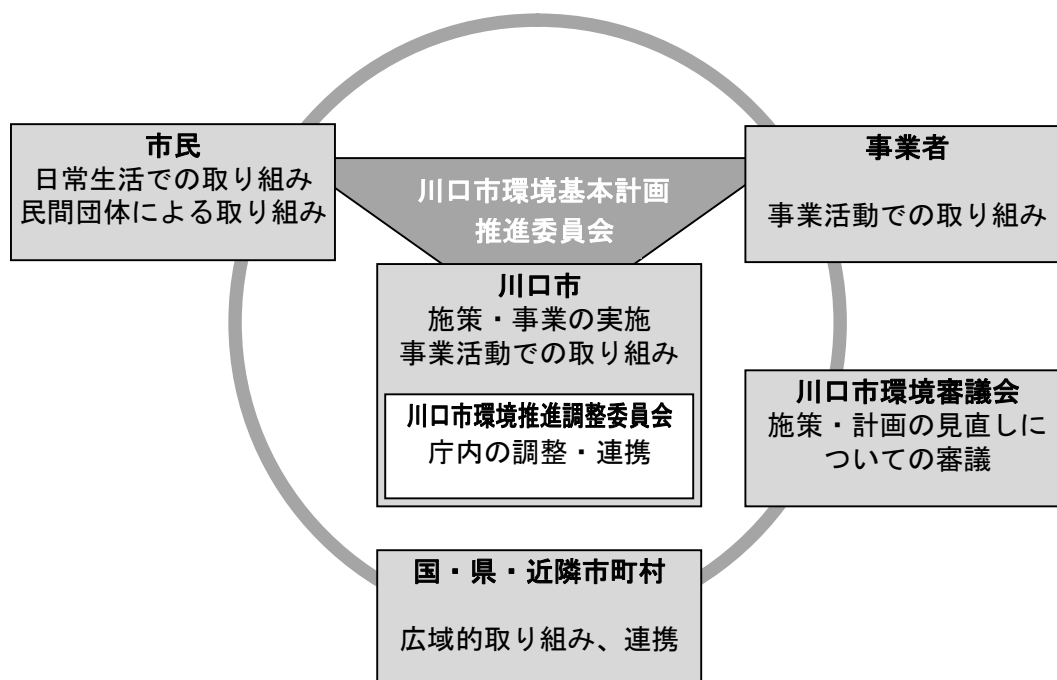 市民
日常生活での取り組み
民間団体による取り組み
川口市環境基本計画
推進委員会
事業者
事業活動での取り組み
川口市
施策・事業の実施
事業活動での取り組み
川口市環境推進調整委員会
庁内の調整・連携
川口市環境審議会
施策・計画の見直しに
ついての審議
国・県・近隣市町村
広域的取り組み、連携